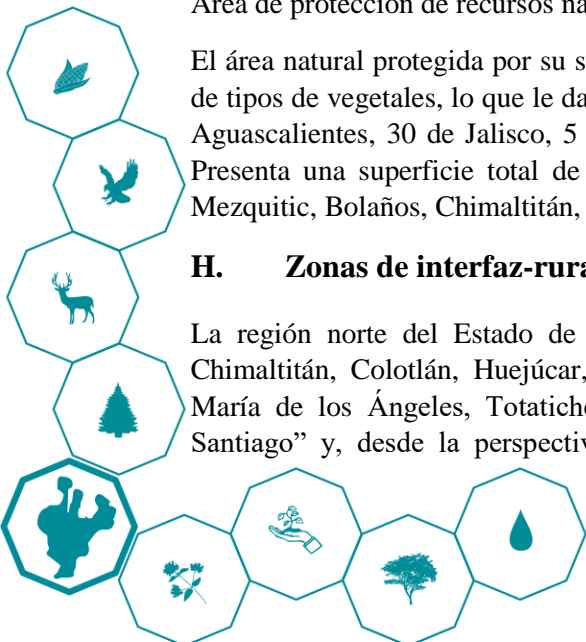 Área de protección de recursos na
El área natural protegida por su s
de tipos de vegetales, lo que le da
Aguascalientes, 30 de Jalisco, 5
Presenta una superficie total de
Mezquitic, Bolaños, Chimaltitán,
H. Zonas de interfaz-rura
La región norte del Estado de
Chimaltitán, Colotlán, Huejúcar,
María de los Ángeles, Totatiche
Santiago” y, desde la perspectiv